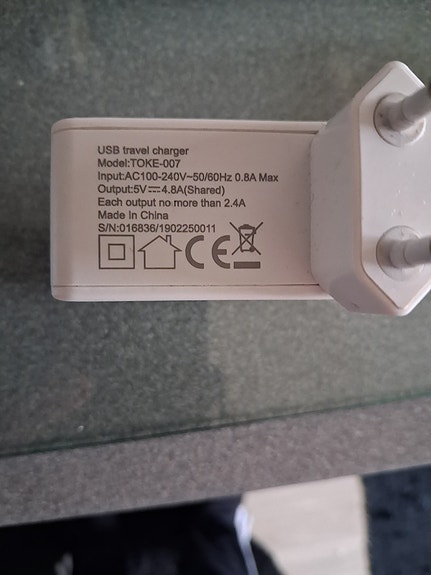 USB travel charger
Model:TOKE-007
Input:AC100-240V~50/60Hz 0.8A Max
Output:5V⎓4.8A(Shared)
Each output no more than 2.4A
Made In China
S/N:016836/1902250011
CE